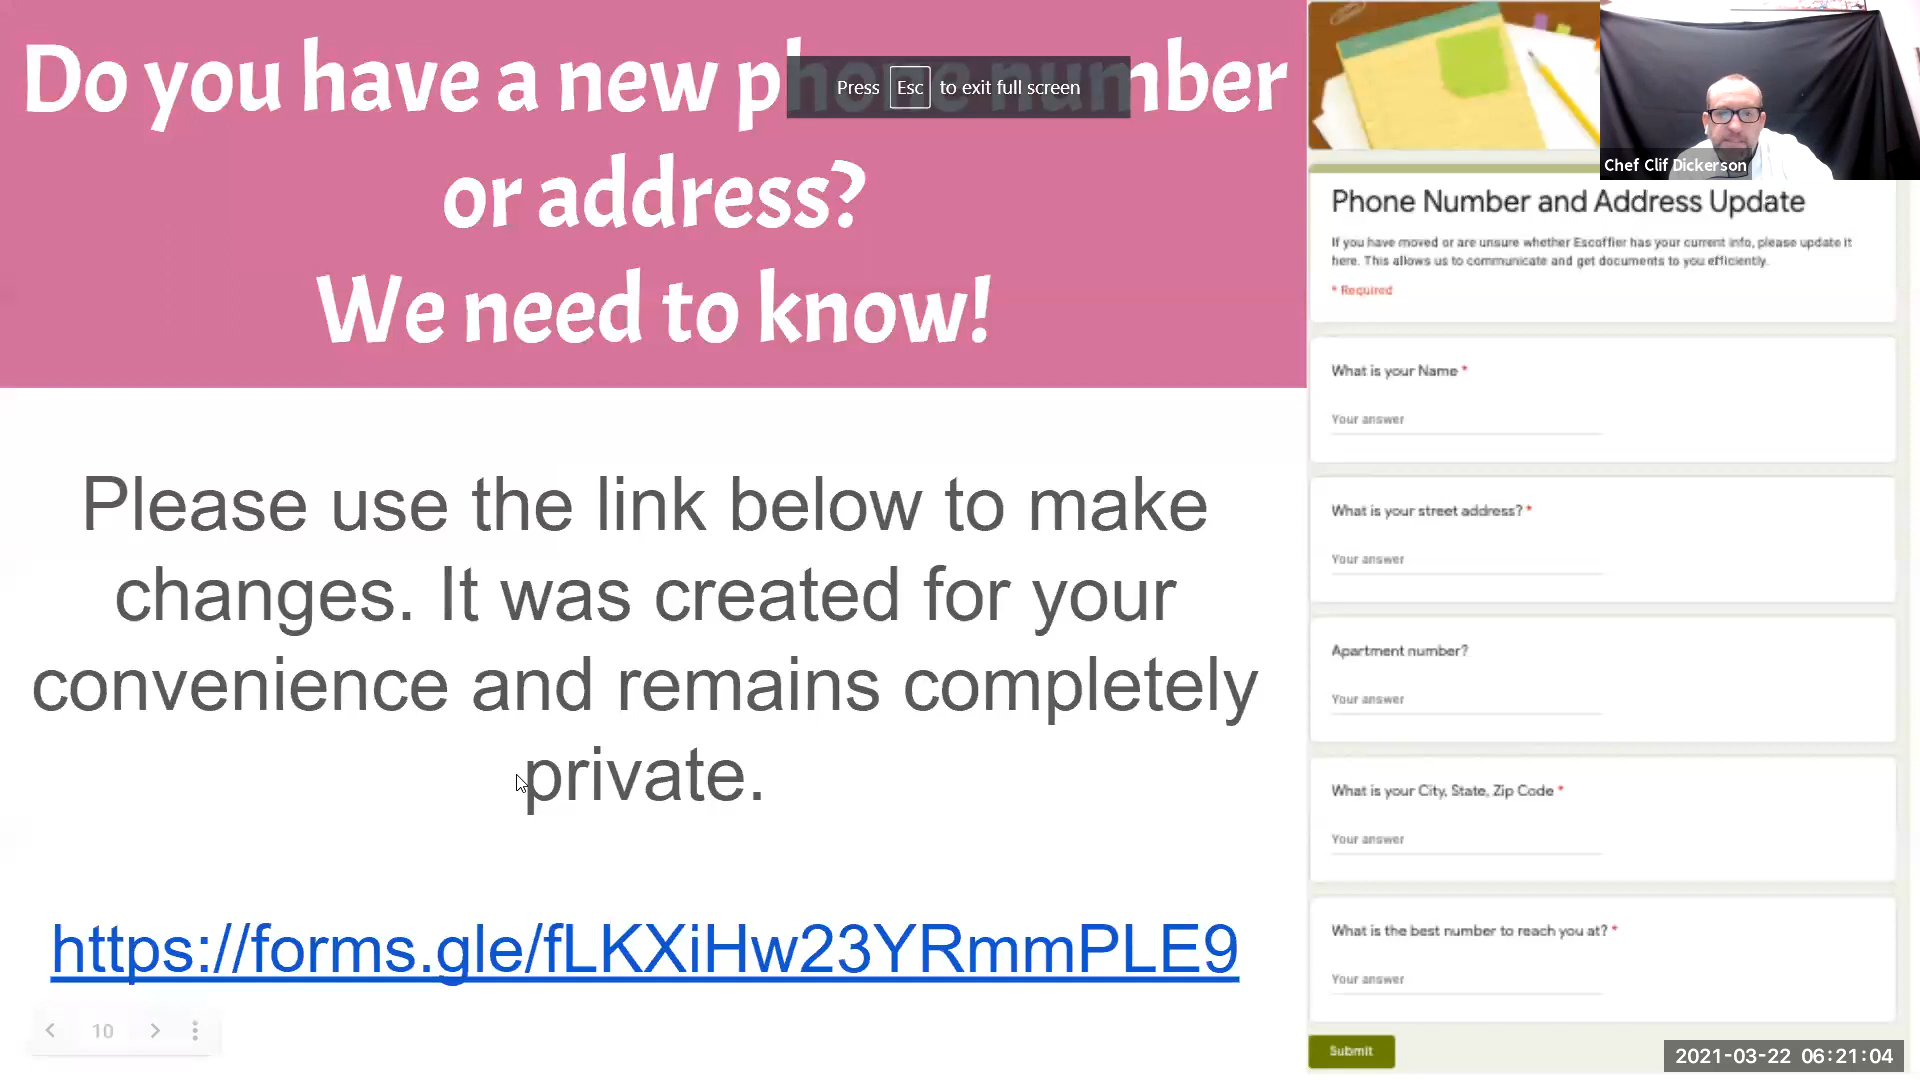 Do you have a new phone number
or address?
We need to know!
Press Esc to exit full screen
Please use the link below to make
changes. It was created for your
convenience and remains completely
private.
https://forms.gle/fLKXiHw23YRmmPLE9
10
Chef Clif Dickerson
Phone Number and Address Update
If you have moved or are unsure whether Escoffier has your current info, please update it
here. This allows us to communicate and get documents to you efficiently.
* Required
What is your Name *
Your answer
What is your street address? *
Your answer
Apartment number?
Your answer
What is your City, State, Zip Code *
Your answer
What is the best number to reach you at? *
Your answer
Submit
2021-03-22 06:21:04